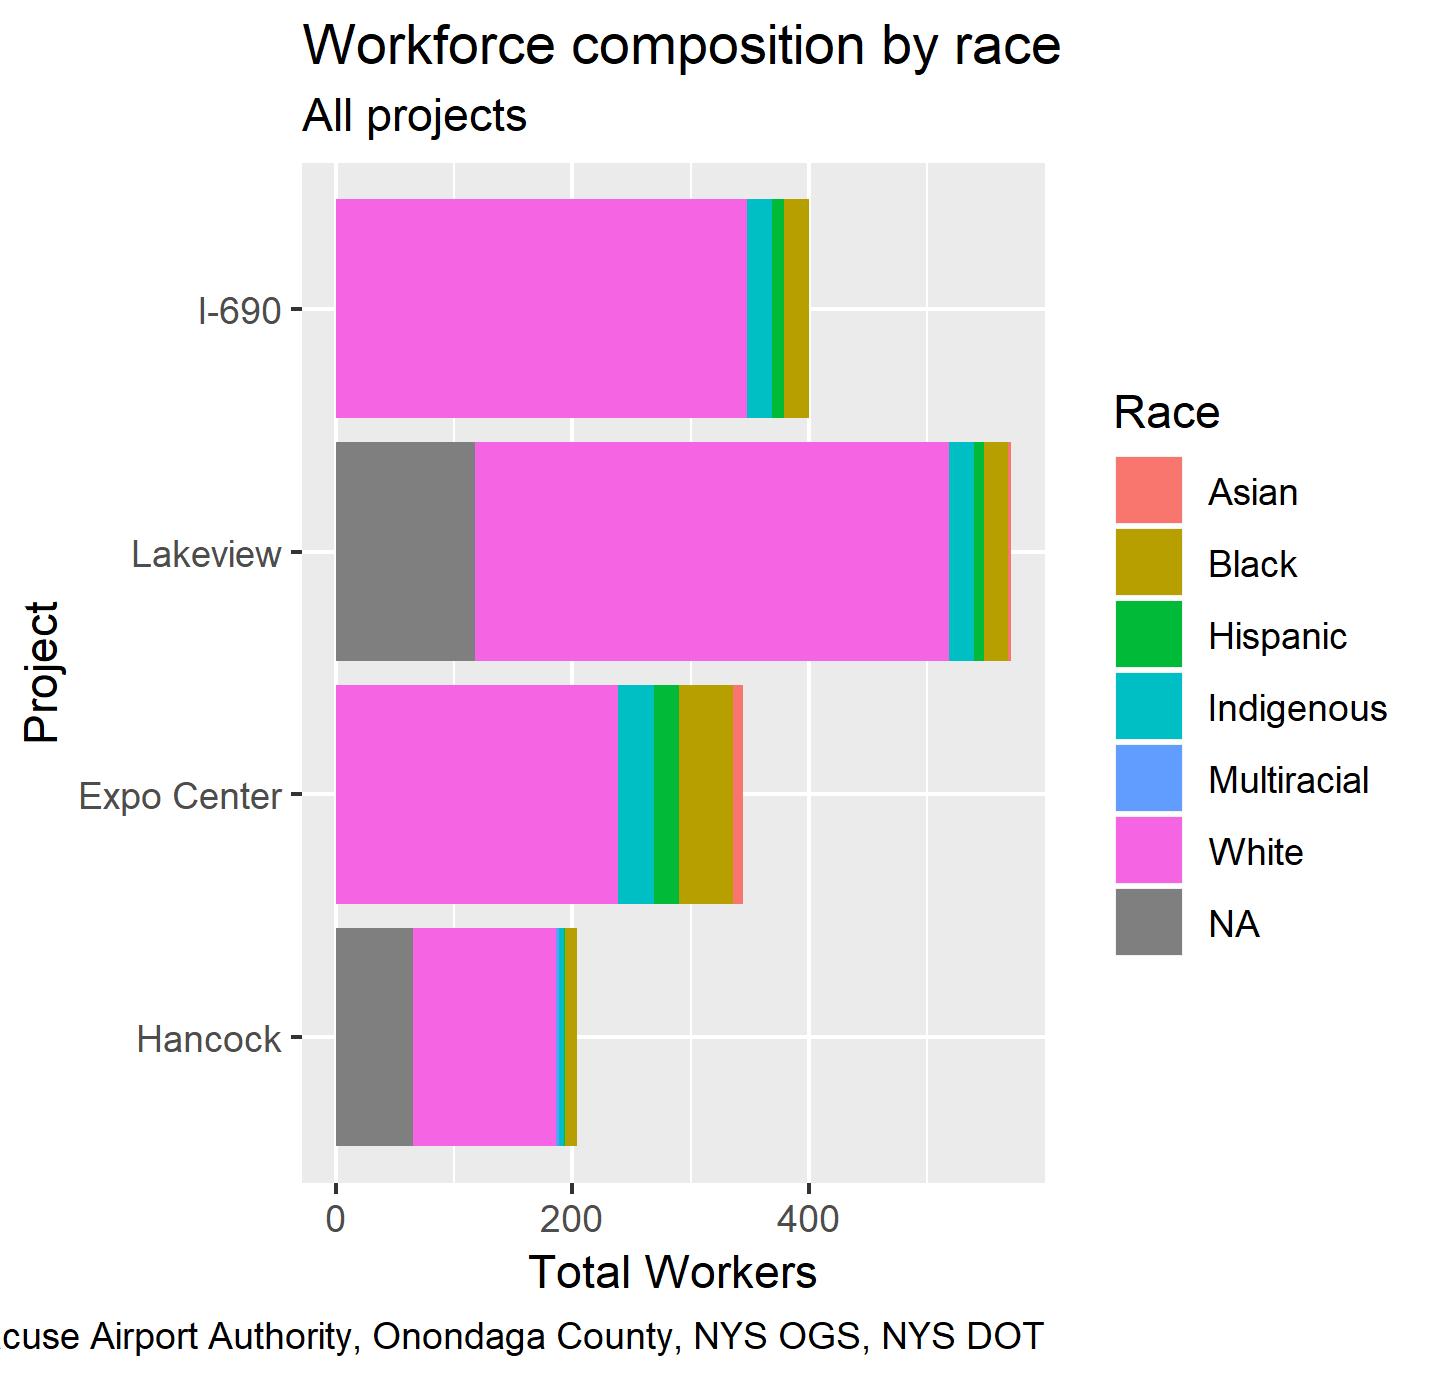 Workforce composition by race
All projects
I-690
Lakeview
Expo Center
Hancock
Project
0 200 400
Total Workers
Race
Asian
Black
Hispanic
Indigenous
Multiracial
White
NA
Airport Authority, Onondaga County, NYS OGS, NYS DOT